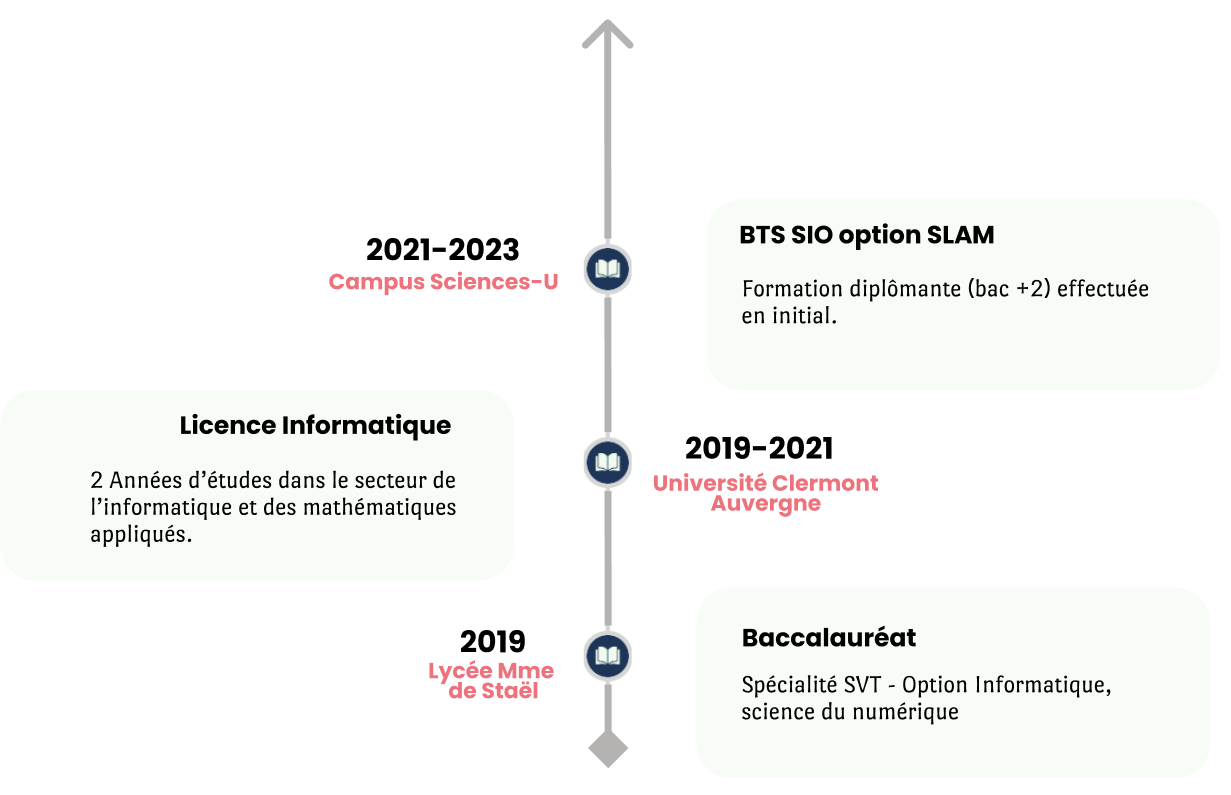 2021-2023
Campus Sciences-U
BTS SIO option SLAM
Formation diplômante (bac +2) effectuée
en initial.
Licence Informatique
2 Années d’études dans le secteur de
l’informatique et des mathématiques
appliqués.
2019-2021
Université Clermont
Auvergne
2019
Lycée Mme
de Staël
Baccalauréat
Spécialité SVT - Option Informatique,
science du numérique